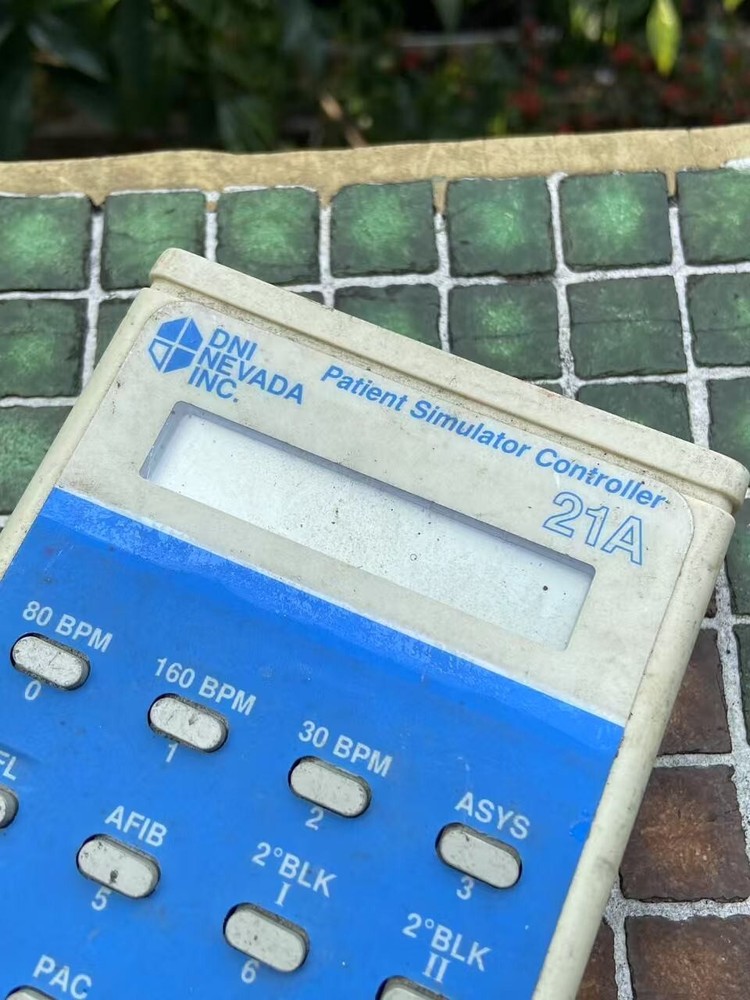 DNI
NEVADA
INC.
Patient Simulator Controller
21A
80 BPM
0
160 BPM
1
30 BPM
2
ASYS
3
FL
AFIB
5
2°BLK
I
6
2°BLK
II
PAC